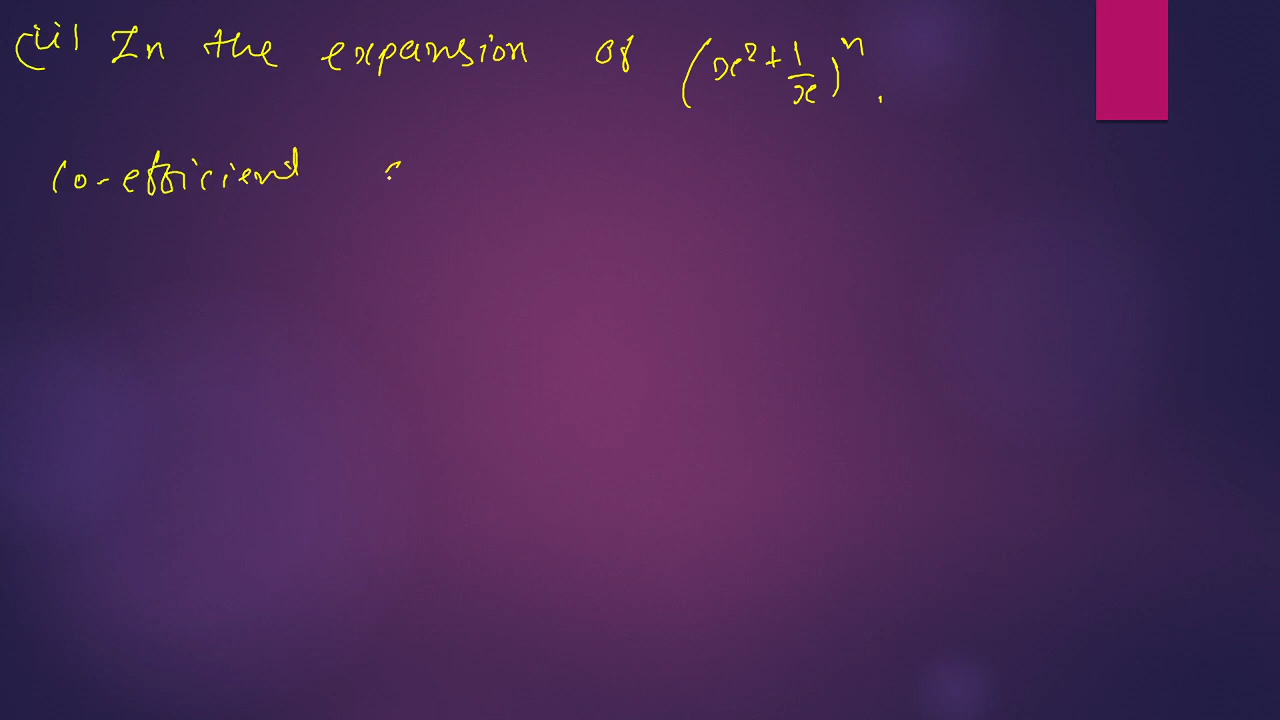 (ii) In the expansion of (x² + 1/x)ⁿ.
Co-efficient